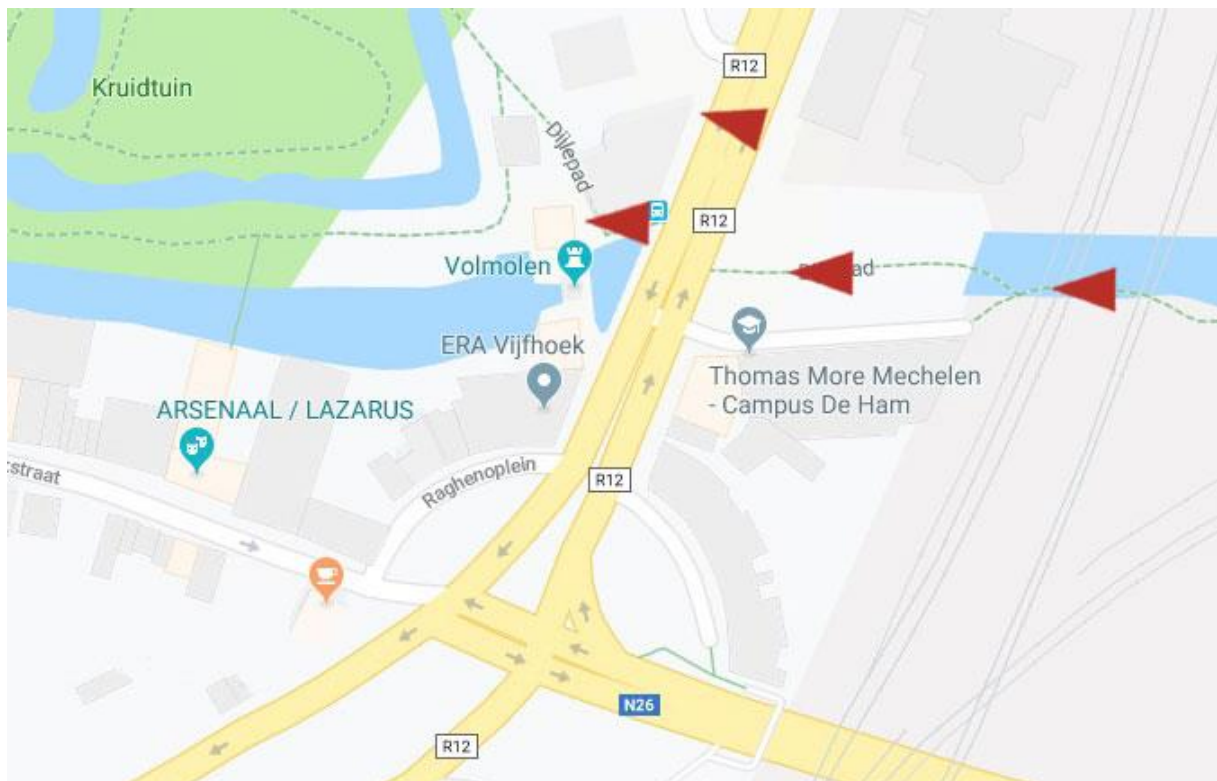 R12
Kruidtuin
Dijlepad
R12
Volmolen
ERA Vijfhoek
Thomas More Mechelen
- Campus De Ham
ARSENAAL / LAZARUS
straat
Raghenoplein
R12
N26
R12